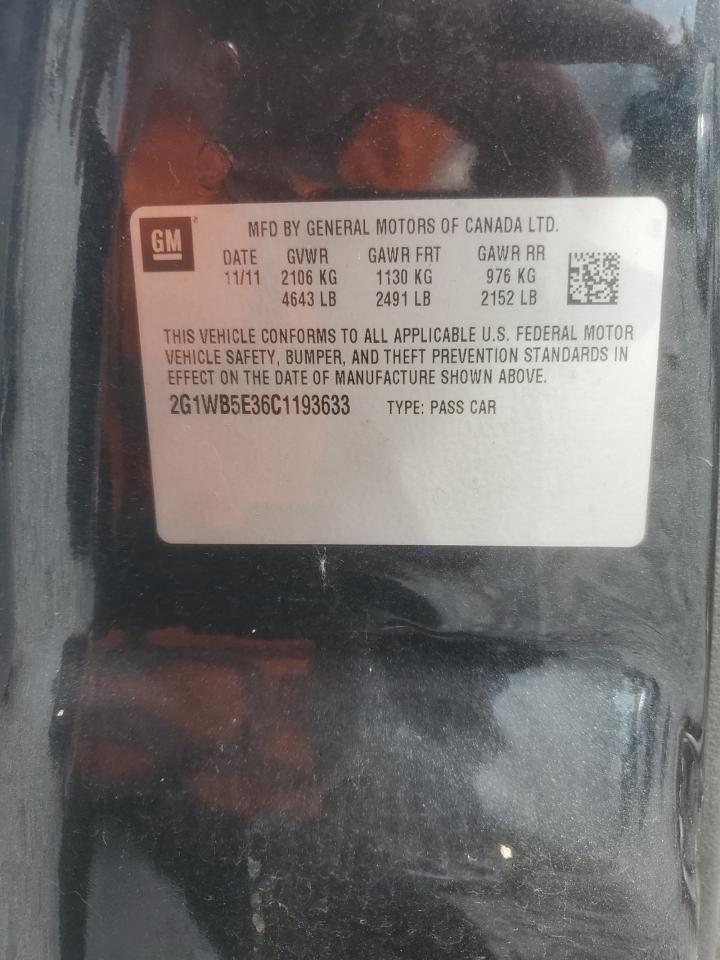 GM ®
MFD BY GENERAL MOTORS OF CANADA LTD.
DATE GVWR GAWR FRT GAWR RR
11/11 2106 KG 1130 KG 976 KG
4643 LB 2491 LB 2152 LB
THIS VEHICLE CONFORMS TO ALL APPLICABLE U.S. FEDERAL MOTOR
VEHICLE SAFETY, BUMPER, AND THEFT PREVENTION STANDARDS IN
EFFECT ON THE DATE OF MANUFACTURE SHOWN ABOVE.
2G1WB5E36C1193633 TYPE: PASS CAR